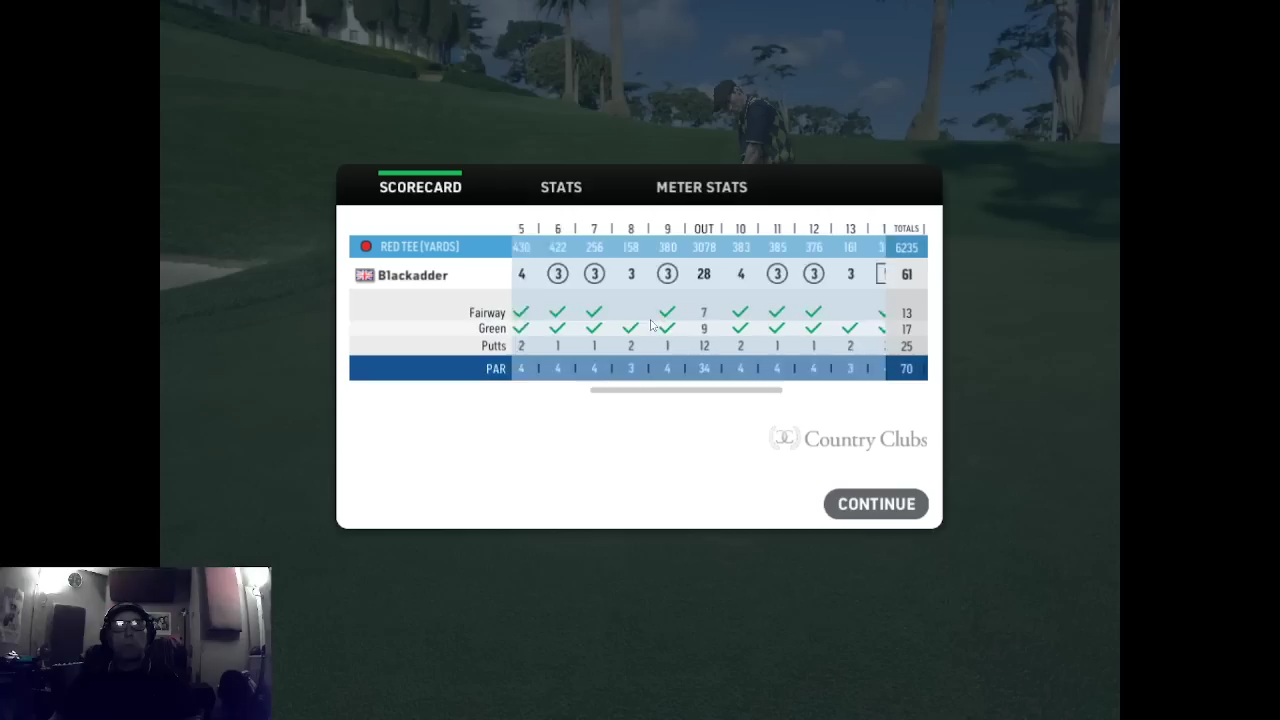 SCORECARD STATS METER STATS
5 | 6 | 7 | 8 | 9 | OUT | 10 | 11 | 12 | 13 | TOTALS |
RED TEE (YARDS) 430 422 256 158 380 3078 383 385 376 161 6235
Blackadder 4 3 3 3 3 28 4 3 3 3 61
Fairway 7 13
Green 9 17
Putts 2 1 1 2 1 12 2 1 1 2 25
PAR 4 | 4 | 4 | 3 | 4 | 34 | 4 | 4 | 4 | 3 | 70
CC Country Clubs
CONTINUE